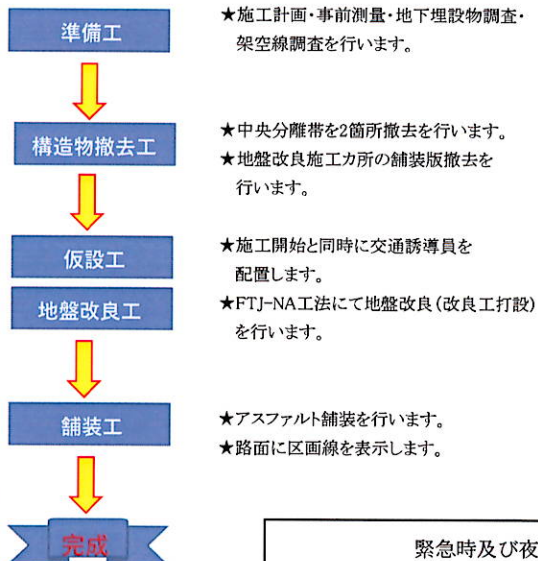 準備工
★施工計画・事前測量・地下埋設物調査・
架空線調査を行います。
構造物撤去工
★中央分離帯を2箇所撤去を行います。
★地盤改良施工カ所の舗装版撤去を
行います。
仮設工
★施工開始と同時に交通誘導員を
配置します。
地盤改良工
★FTJ-NA工法にて地盤改良(改良工打設)
を行います。
舗装工
★アスファルト舗装を行います。
★路面に区画線を表示します。
完成
緊急時及び夜